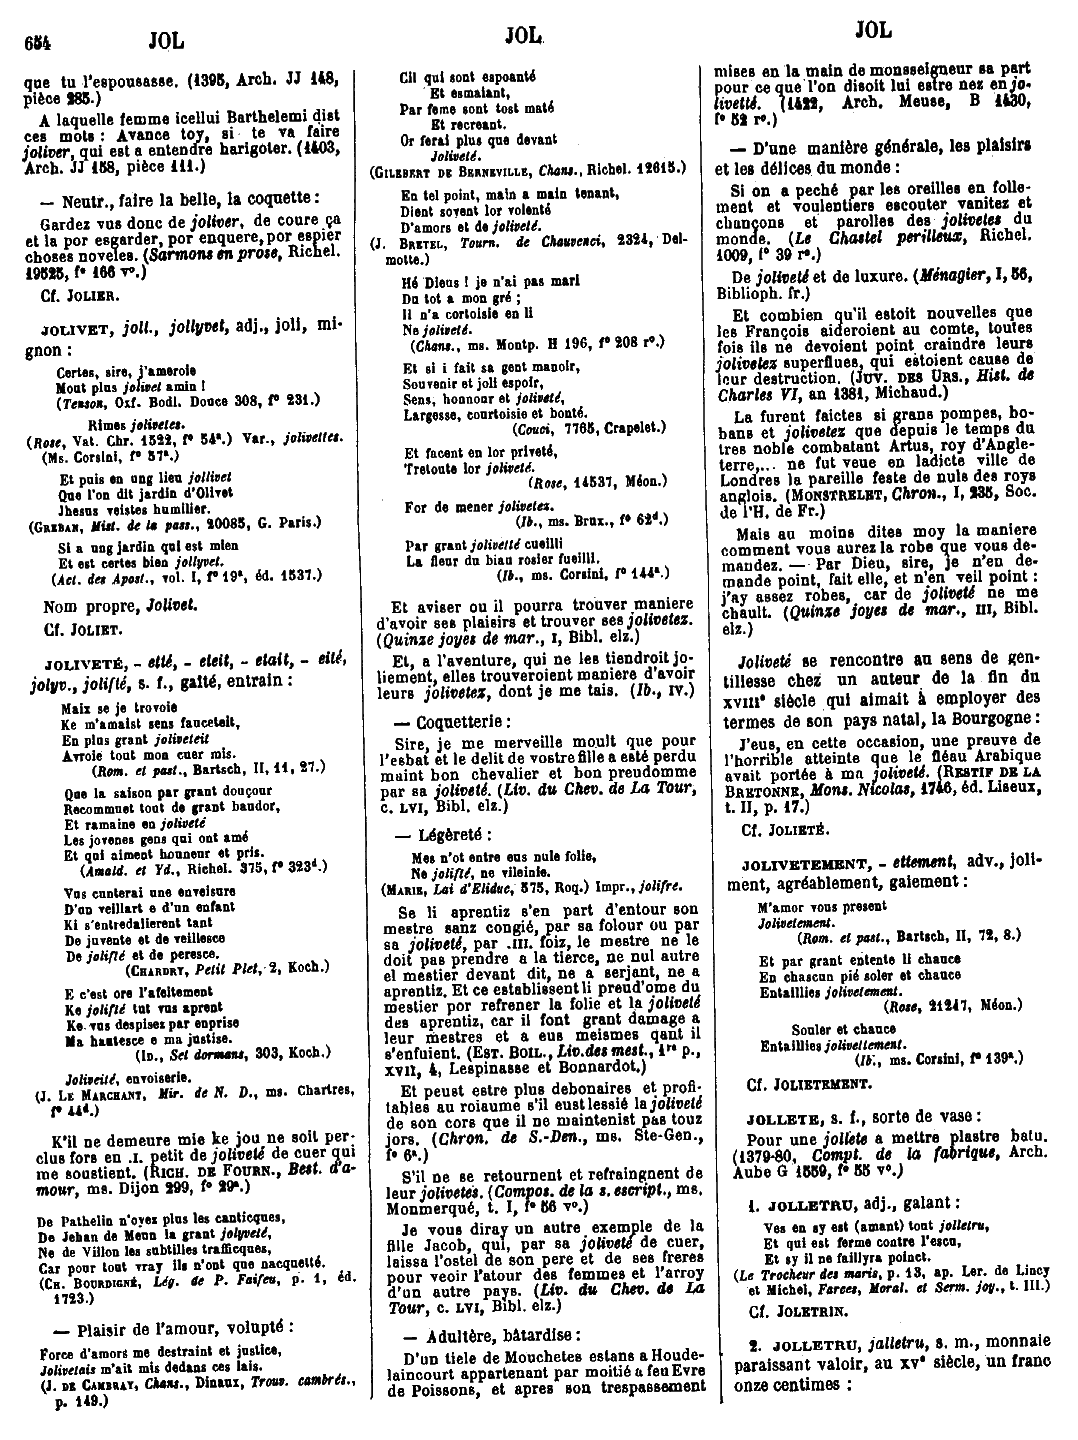 654 JOL
JOL
JOL
que tu l'espousasse. (1395, Arch. JJ 148,
pièce 285.)
A laquelle femme icellui Barthelemi dist
ces mots : Avance toy, si te va faire
joliver, qui est a entendre harigoter. (1403,
Arch. JJ 158, pièce 111.)
— Neutr., faire la belle, la coquette :
Gardez vus donc de joliver, de coure ça
et la por esgarder, por enquere, por espier
choses noveles. (Sarmons en prose, Richel.
19525, f° 166 v°.)
Cf. JOLIER.
JOLIVET, joll., jollyvet, adj., joli, mi-
gnon :
Certes, sire, j'ameroie
Mout plus jolivet amin !
(Tenson, Oxf. Bodl. Douce 308, f° 231.)
Rimes jolivetes.
(Rose, Vat. Chr. 1522, f° 54ª.) Var., jolivettes.
(Ms. Corsini, f° 57ª.)
Et puis en ung lieu jollivet
Que l'on dit jardin d'Olivet
Jhesus veistes humilier.
(GREBAN, Mist. de la pass., 20085, G. Paris.)
Si a ung jardin qui est mien
Et est certes bien jollyvet.
(Act. des Apost., vol. I, f° 19ª, éd. 1537.)
Nom propre, Jolivet.
Cf. JOLIET.
JOLIVETÉ, - etté, - eteit, - etait, - eité,
jolyv., jolifté, s. f., gaîté, entrain :
Maix se je trovoie
Ke m'amaist sens fauceteit,
En plus grant joliveteit
Avroie tout mon cuer mis.
(Rom. et past., Bartsch, II, 11, 27.)
Que la saison par grant douçour
Recommuet tout de grant baudor,
Et ramaine en joliveté
Les jovenes gens qui ont amé
Et qui aiment honneur et pris.
(Amald. et Yd., Richel. 375, f° 323ᵈ.)
Vus cunterai une enveisure
D'un veillart e d'un enfant
Ki s'entredalierent tant
De juvente et de veillesce
De jolifté et de peresce.
(CHARDRY, Petit Plet, 2, Koch.)
E c'est ore l'afeitement
Ke jolifté tut vus aprent
Ke vus despisez par enprise
Ma hautesce e ma justise.
(ID., Set dormans, 303, Koch.)
Joliveité, envoiserie.
(J. LE MARCHANT, Mir. de N. D., ms. Chartres,
f° 44ᵈ.)
K'il ne demeure mie ke jou ne soit per-
clus fors en .I. petit de joliveté de cuer qui
me soustient. (RICH. DE FOURN., Best. d'a-
mour, ms. Dijon 299, f° 29ª.)
De Pathelin n'oyez plus les canticques,
De Jehan de Meun la grant jolyveté,
Ne de Villon les subtilles trafficques,
Car pour tout vray ilz n'ont que nacquetté.
(CH. BOURDIGNÉ, Lég. de P. Faifeu, p. 1, éd.
1723.)
— Plaisir de l'amour, volupté :
Force d'amors me destraint et justice,
Jolivetais m'ait mis dedans ces lais.
(J. DE CAMBRAY, Chans., Dinaux, Trouv. cambrés.,
p. 149.)
Cil qui sont espoanté
Et esmaiant,
Par feme sont tost maté
Et recreant.
Or ferai plus que devant
Joliveté.
(GILEBERT DE BERNEVILLE, Chans., Richel. 12615.)
En tel point, main a main tenant,
Dient sovent lor volenté
D'amors et de joliveté.
(J. BRETEL, Tourn. de Chauvenci, 2324, Del-
motte.)
Hé Dieus ! je n'ai pas mari
Du tot a mon gré ;
Il n'a cortoisie en li
Ne joliveté.
(Chans., ms. Montp. H 196, f° 208 r°.)
Et si i fait sa gent manoir,
Souvenir et joli espoir,
Sens, honnour et joliveté,
Largesse, courtoisie et bonté.
(Couci, 7765, Crapelet.)
Et facent en lor priveté,
Tretoute lor joliveté.
(Rose, 14537, Méon.)
For de mener jolivetez.
(Ib., ms. Brux., f° 62ᵈ.)
Par grant jolivetté cueilli
La fleur du biau rosier fueilli.
(Ib., ms. Corsini, f° 144ª.)
Et aviser ou il pourra trouver maniere
d'avoir ses plaisirs et trouver ses jolivetez.
(Quinze joyes de mar., I, Bibl. elz.)
Et, a l'aventure, qui ne les tiendroit jo-
liement, elles trouveroient maniere d'avoir
leurs jolivetez, dont je me tais. (Ib., IV.)
— Coquetterie :
Sire, je me merveille moult que pour
l'esbat et le delit de vostre fille a esté perdu
maint bon chevalier et bon preudomme
par sa joliveté. (Liv. du Chev. de La Tour,
c. LVI, Bibl. elz.)
— Légèreté :
Mes n'ot entre eus nule folie,
Ne jolifté, ne vileinie.
(MARIE, Lai d'Eliduc, 575, Roq.) Impr., jolifre.
Se li aprentiz s'en part d'entour son
mestre sanz congié, par sa folour ou par
sa joliveté, par .III. foiz, le mestre ne le
doit pas prendre a la tierce, ne nul autre
el mestier devant dit, ne a serjant, ne a
aprentiz. Et ce establissent li preud'ome du
mestier por refrener la folie et la joliveté
des aprentiz, car il font grant damage a
leur mestres et a eus meismes qant il
s'enfuient. (EST. BOIL., Liv. des mest., 1ʳᵉ p.,
XVII, 4, Lespinasse et Bonnardot.)
Et peust estre plus debonaires et profi-
tables au roiaume s'il eust lessié la joliveté
de son cors que il ne maintenist pas touz
jors. (Chron. de S.-Den., ms. Ste-Gen.,
f° 6ª.)
S'il ne se retournent et refraingnent de
leur jolivetés. (Compos. de la s. escript., ms.
Monmerqué, t. I, f° 56 v°.)
Je vous diray un autre exemple de la
fille Jacob, qui, par sa joliveté de cuer,
laissa l'ostel de son pere et de ses freres
pour veoir l'atour des femmes et l'arroy
d'un autre pays. (Liv. du Chev. de La
Tour, c. LVI, Bibl. elz.)
— Adultère, bâtardise :
D'un tiele de Mouchetes estans a Houde-
laincourt appartenant par moitié a feu Evre
de Poissons, et apres son trespassement
mises en la main de monsseigneur sa part
pour ce que l'on disoit lui estre nez en jo-
livetté. (1422, Arch. Meuse, B 1430,
f° 52 r°.)
— D'une manière générale, les plaisirs
et les délices du monde :
Si on a peché par les oreilles en folle-
ment et voulentiers escouter vanitez et
chançons et parolles des jolivetes du
monde. (Le Chastel perilleux, Richel.
1009, f° 39 r°.)
De joliveté et de luxure. (Ménagier, I, 56,
Biblioph. fr.)
Et combien qu'il estoit nouvelles que
les François aideroient au comte, toutes
fois ils ne devoient point craindre leurs
jolivetez superflues, qui estoient cause de
leur destruction. (JUV. DES URS., Hist. de
Charles VI, an 1381, Michaud.)
La furent faictes si grans pompes, bo-
bans et jolivetez que depuis le temps du
tres noble combatant Artus, roy d'Angle-
terre,... ne fut veue en ladicte ville de
Londres la pareille feste de nuls des roys
anglois. (MONSTRELET, Chron., I, 235, Soc.
de l'H. de Fr.)
Mais au moins dites moy la maniere
comment vous aurez la robe que vous de-
mandez. — Par Dieu, sire, je n'en de-
mande point, fait elle, et n'en veil point :
j'ay assez robes, car de joliveté ne me
chault. (Quinze joyes de mar., III, Bibl.
elz.)
Joliveté se rencontre au sens de gen-
tillesse chez un auteur de la fin du
XVIIIᵉ siècle qui aimait à employer des
termes de son pays natal, la Bourgogne :
J'eus, en cette occasion, une preuve de
l'horrible atteinte que le fléau Arabique
avait portée à ma joliveté. (RESTIF DE LA
BRETONNE, Mons. Nicolas, 1746, éd. Liseux,
t. II, p. 17.)
Cf. JOLIETÉ.
JOLIVETEMENT, - ettement, adv., joli-
ment, agréablement, gaiement :
M'amor vous present
Jolivetement.
(Rom. et past., Bartsch, II, 72, 8.)
Et par grant entente li chauce
En chascun pié soler et chauce
Entaillies jolivetement.
(Rose, 21247, Méon.)
Souler et chauce
Entaillies jolivettement.
(Ib., ms. Corsini, f° 139ª.)
Cf. JOLIETEMENT.
JOLLETE, s. f., sorte de vase :
Pour une jollete a mettre plastre batu.
(1379-80, Compt. de la fabrique, Arch.
Aube G 1559, f° 55 v°.)
1. JOLLETRU, adj., galant :
Ves en sy est (amant) tout jolletru,
Et qui est ferme contre l'escu,
Et sy il ne faillyra poinct.
(Le Trocheur des maris, p. 13, ap. Ler. de Lincy
et Michel, Farces, Moral. et Serm. joy., t. III.)
Cf. JOLETRIN.
2. JOLLETRU, jalletru, s. m., monnaie
paraissant valoir, au XVᵉ siècle, un franc
onze centimes :